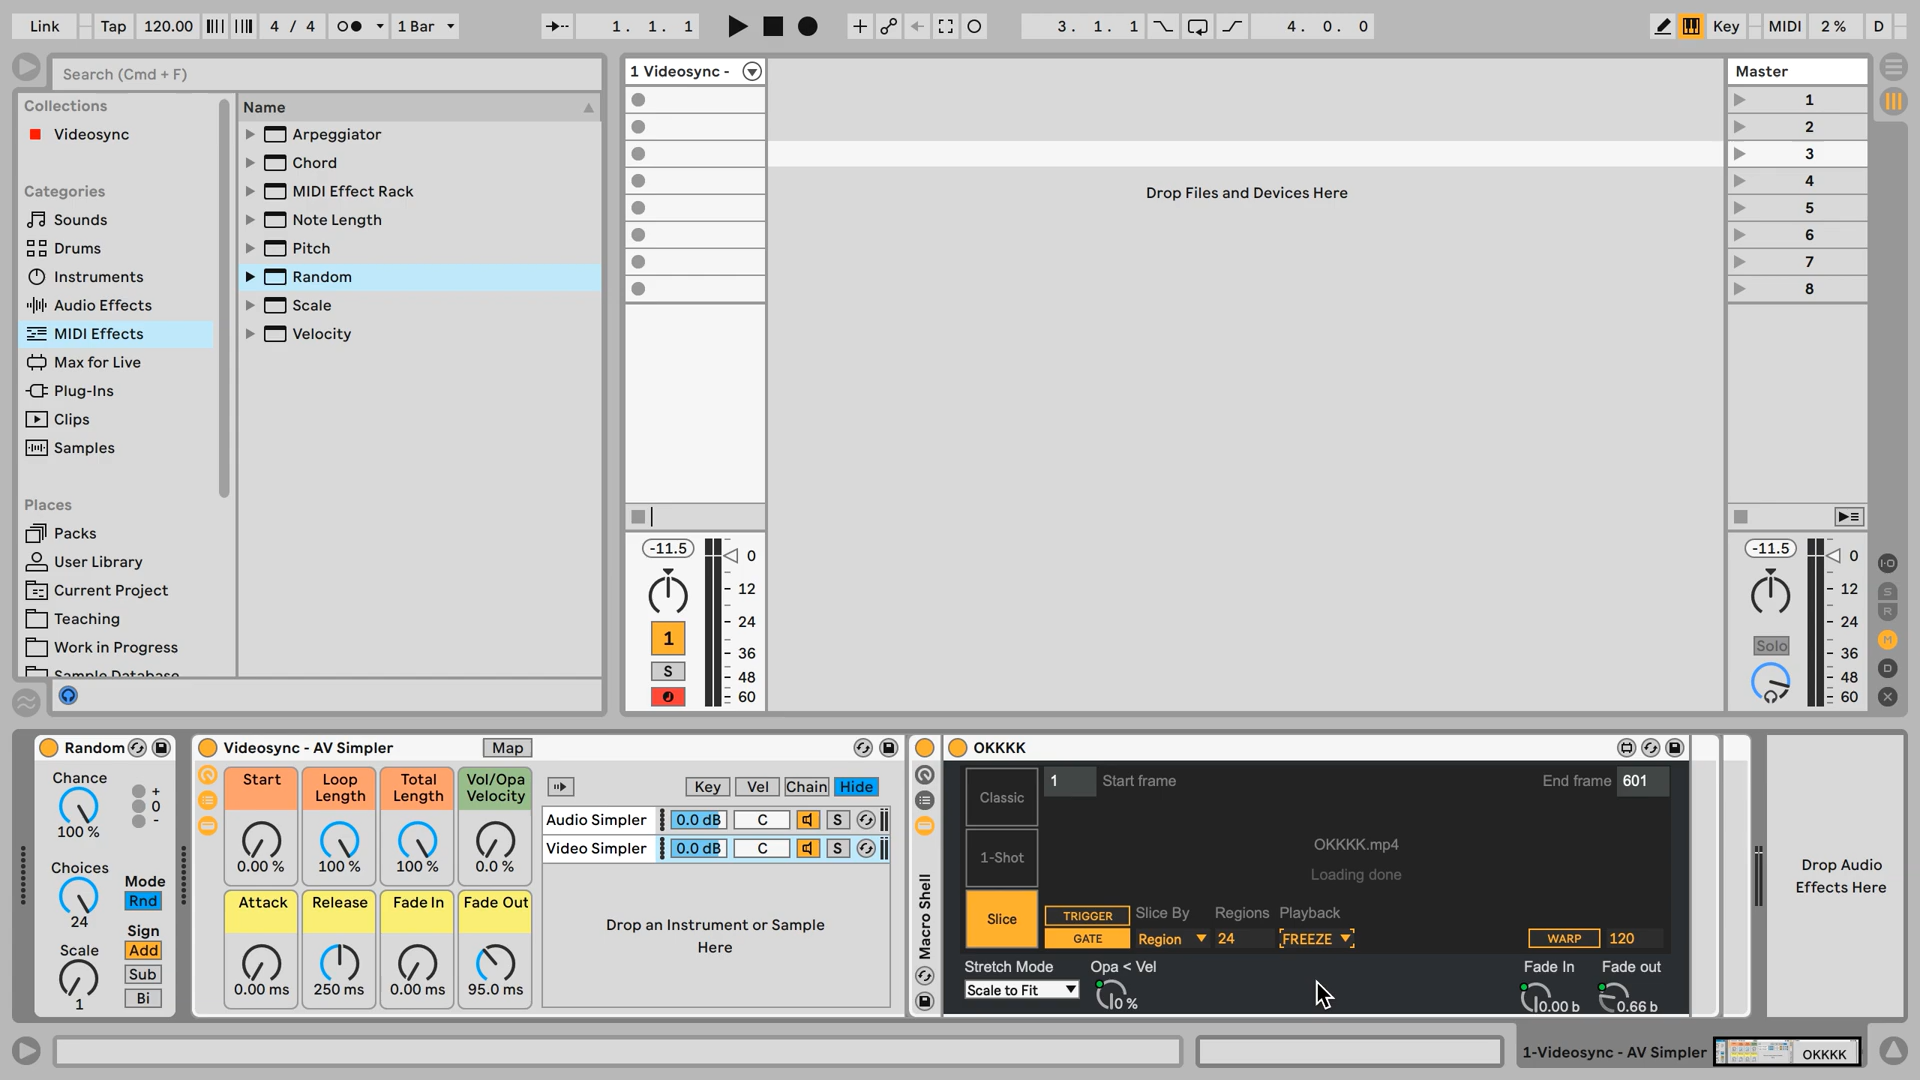 Link
Tap
120.00
4 / 4
1 Bar
1. 1. 1
3. 1. 1
4. 0. 0
Key
MIDI
2 %
D
Search (Cmd + F)
Collections
Videosync
Categories
Sounds
Drums
Instruments
Audio Effects
MIDI Effects
Max for Live
Plug-Ins
Clips
Samples
Places
Packs
User Library
Current Project
Teaching
Work in Progress
Sample Database
Name
Arpeggiator
Chord
MIDI Effect Rack
Note Length
Pitch
Random
Scale
Velocity
1 Videosync -
Drop Files and Devices Here
Master
1
2
3
4
5
6
7
8
-11.5
0
12
24
36
48
60
1
S
-11.5
0
12
24
36
48
60
Solo
I·O
S
R
M
D
X
Random
Chance
100 %
+
0
-
Choices
24
Mode
Rnd
Sign
Add
Sub
Bi
Scale
1
Videosync - AV Simpler
Map
Start
0.00 %
Loop Length
100 %
Total Length
100 %
Vol/Opa Velocity
0.0 %
Attack
0.00 ms
Release
250 ms
Fade In
0.00 ms
Fade Out
95.0 ms
Key
Vel
Chain
Hide
Audio Simpler
0.0 dB
C
S
Video Simpler
0.0 dB
C
S
Drop an Instrument or Sample
Here
Macro Shell
OKKKK
Classic
1-Shot
Slice
1
Start frame
End frame
601
OKKKK.mp4
Loading done
TRIGGER
GATE
Slice By
Region
Regions
24
Playback
FREEZE
WARP
120
Stretch Mode
Scale to Fit
Opa < Vel
0 %
Fade In
0.00 b
Fade out
0.66 b
Drop Audio
Effects Here
1-Videosync - AV Simpler
OKKKK